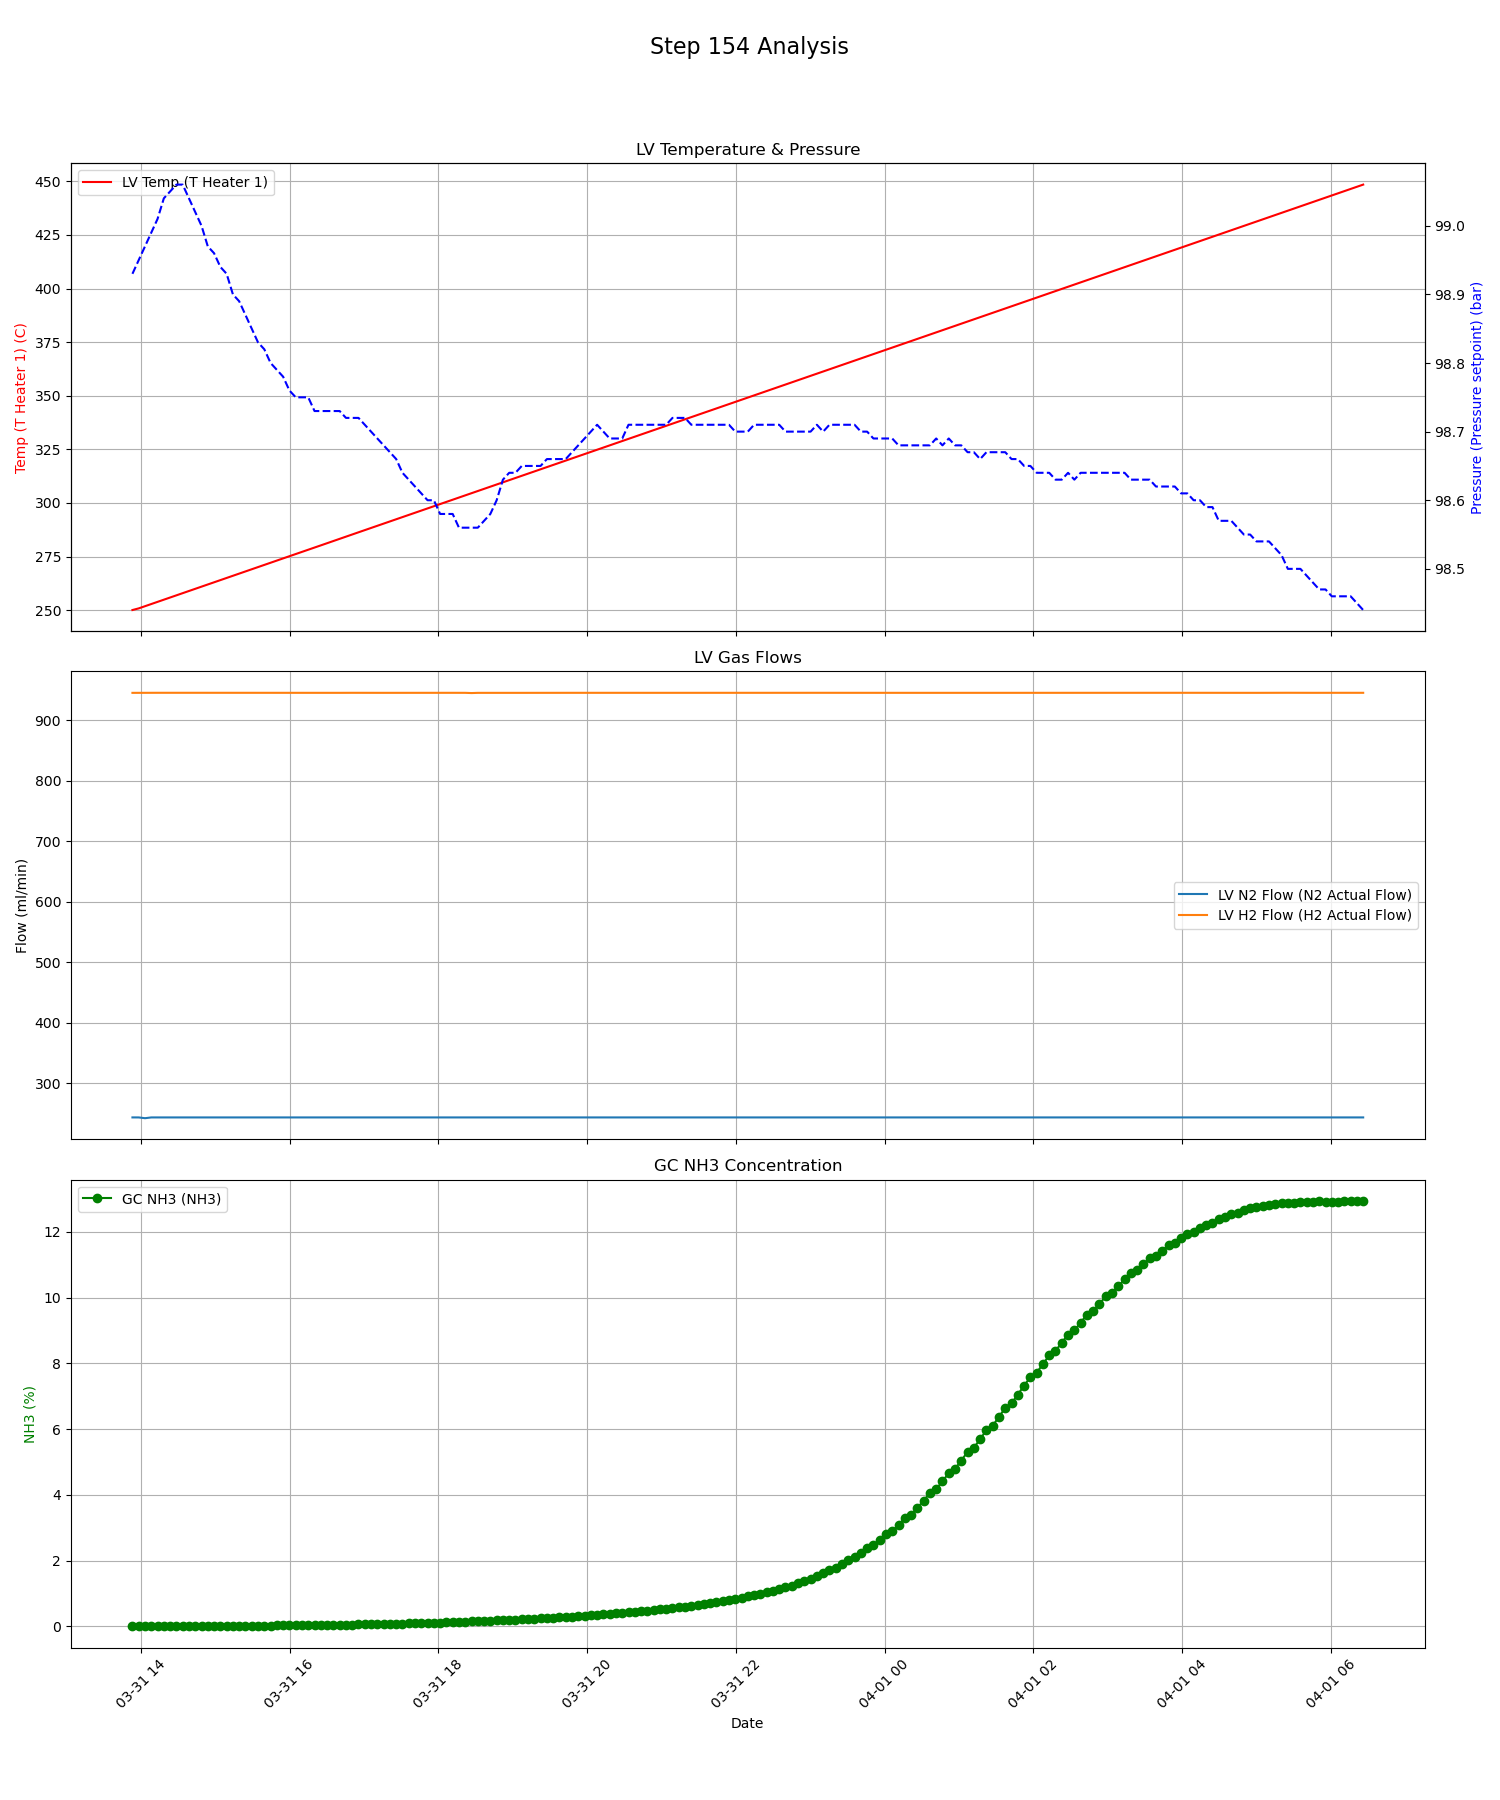 Step 154 Analysis
LV Temperature & Pressure
LV Temp (T Heater 1)
450
425
400
375
350
325
300
275
250
Temp (T Heater 1) (C)
99.0
98.9
98.8
98.7
98.6
98.5
Pressure (Pressure setpoint) (bar)
LV Gas Flows
900
800
700
600
500
400
300
Flow (ml/min)
LV N2 Flow (N2 Actual Flow)
LV H2 Flow (H2 Actual Flow)
GC NH3 Concentration
GC NH3 (NH3)
12
10
8
6
4
2
0
NH3 (%)
03-31 14
03-31 16
03-31 18
03-31 20
03-31 22
04-01 00
04-01 02
04-01 04
04-01 06
Date